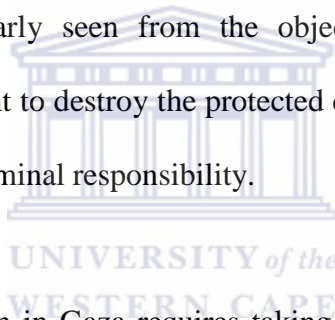 arly seen from the objec
nt to destroy the protected
minal responsibility.
UNIVERSITY of the
WESTERN CAPE
n in Gaza requires taking